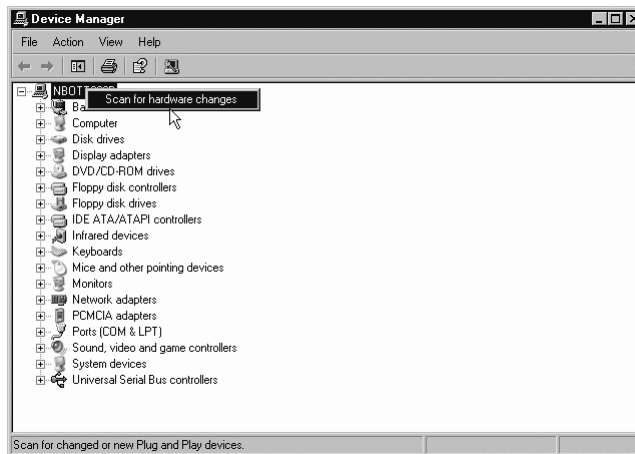 Device Manager
File Action View Help
Scan for hardware changes
Computer
Disk drives
Display adapters
DVD/CD-ROM drives
Floppy disk controllers
Floppy disk drives
IDE ATA/ATAPI controllers
Infrared devices
Keyboards
Mice and other pointing devices
Monitors
Network adapters
PCMCIA adapters
Ports (COM & LPT)
Sound, video and game controllers
System devices
Universal Serial Bus controllers
Scan for changed or new Plug and Play devices.